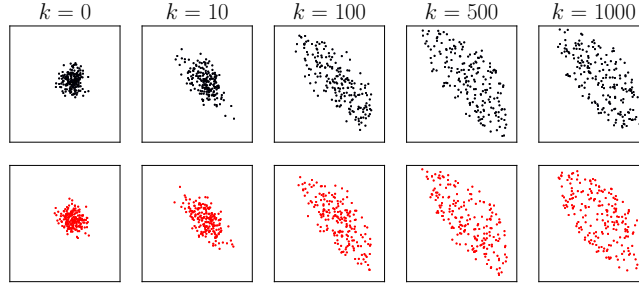 k = 0 k = 10 k = 100 k = 500 k = 1000